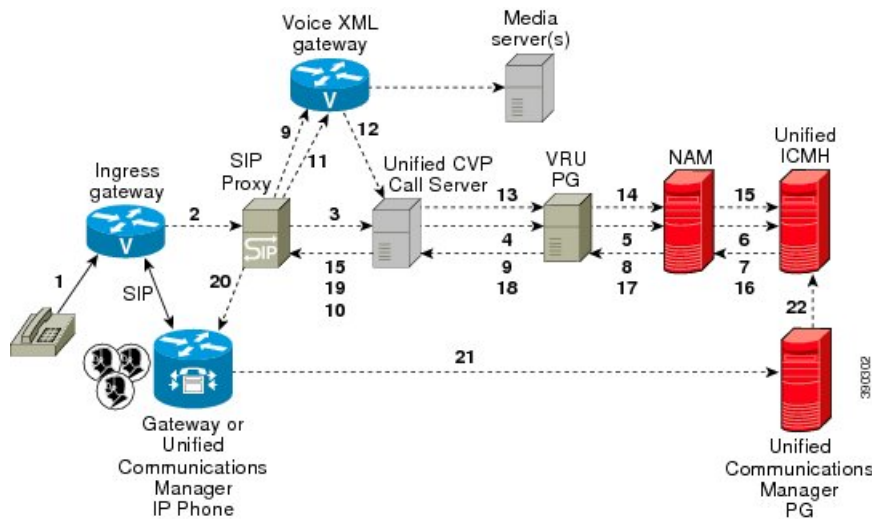 Voice XML
gateway
Media
server(s)
V
9
11
12
Ingress
gateway
SIP
Proxy
Unified CVP
Call Server
VRU
PG
NAM
Unified
ICMH
V
2
3
13
14
15
SIP
1
SIP
20
15
19
10
4
9
18
5
8
17
6
7
16
22
21
390302
Gateway or
Unified
Communications
Manager
IP Phone
Unified
Communications
Manager
PG